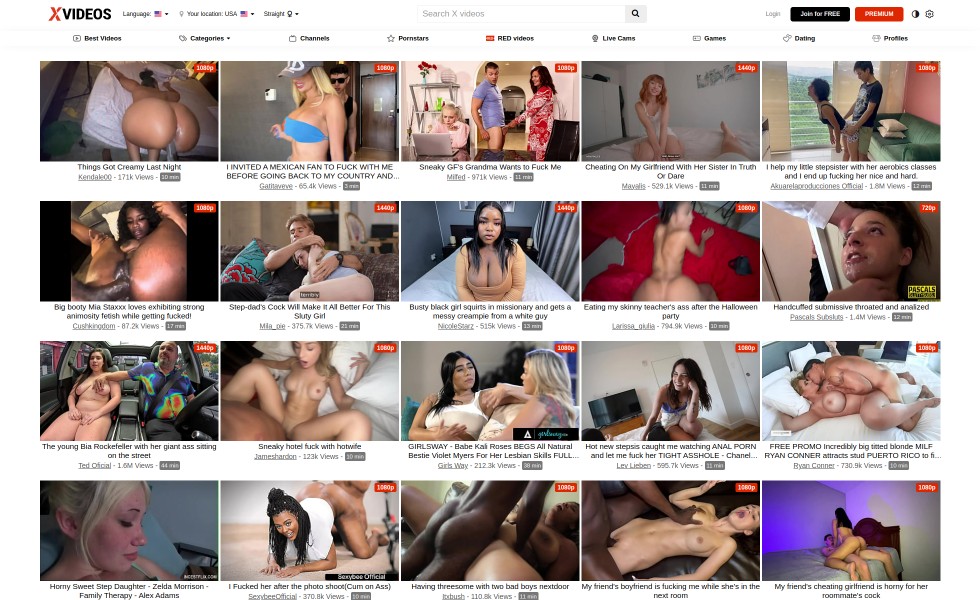 XVIDEOS
Language:
Your location: USA
Straight
Search X videos
Login
Join for FREE
PREMIUM
Best Videos
Categories
Channels
Pornstars
RED videos
Live Cams
Games
Dating
Profiles
1080p
1080p
1080p
1440p
1080p
Things Got Creamy Last Night
Kendale00 - 171k Views - 10 min
I INVITED A MEXICAN FAN TO FUCK WITH ME
BEFORE GOING BACK TO MY COUNTRY AND...
Gatitaveve - 65.4k Views - 3 min
Sneaky GF's Grandma Wants to Fuck Me
Milfed - 971k Views - 11 min
Cheating On My Girlfriend With Her Sister In Truth
Or Dare
Mavalis - 529.1k Views - 11 min
I help my little stepsister with her aerobics classes
and I end up fucking her nice and hard.
Akuarelaproducciones Official - 1.8M Views - 12 min
1080p
1440p
1440p
1080p
720p
PASCALS
Big booty Mia Staxxx loves exhibiting strong
animosity fetish while getting fucked!
Cushkingdom - 87.2k Views - 17 min
Step-dad's Cock Will Make It All Better For This
Sluty Girl
Mila_pie - 375.7k Views - 21 min
Busty black girl squirts in missionary and gets a
messy creampie from a white guy
NicoleStarz - 515k Views - 13 min
Eating my skinny teacher's ass after the Halloween
party
Larissa_giulia - 794.9k Views - 10 min
Handcuffed submissive throated and analized
Pascals Subsluts - 1.4M Views - 12 min
1440p
1080p
1080p
1080p
1080p
girlsway
The young Bia Rockefeller with her giant ass sitting
on the street
Ted Oficial - 1.6M Views - 44 min
Sneaky hotel fuck with hotwife
Jameshardon - 123k Views - 10 min
GIRLSWAY - Babe Kali Roses BEGS All Natural
Bestie Violet Myers For Her Lesbian Skills FULL...
Girls Way - 212.3k Views - 38 min
Hot new stepsis caught me watching ANAL PORN
and let me fuck her TIGHT ASSHOLE - Chanel...
Lev Lieben - 595.7k Views - 11 min
FREE PROMO Incredibly big titted blonde MILF
RYAN CONNER attracts stud PUERTO RICO to fi...
Ryan Conner - 730.9k Views - 10 min
1080p
1080p
1080p
1080p
INCESTFLIX.COM
Sexybee Official
Horny Sweet Step Daughter - Zelda Morrison -
Family Therapy - Alex Adams
I Fucked her after the photo shoot(Cum on Ass)
SexybeeOfficial - 370.8k Views - 10 min
Having threesome with two bad boys nextdoor
Itxbush - 110.8k Views - 11 min
My friend's boyfriend is fucking me while she's in the
next room
My friend's cheating girlfriend is horny for her
roommate's cock